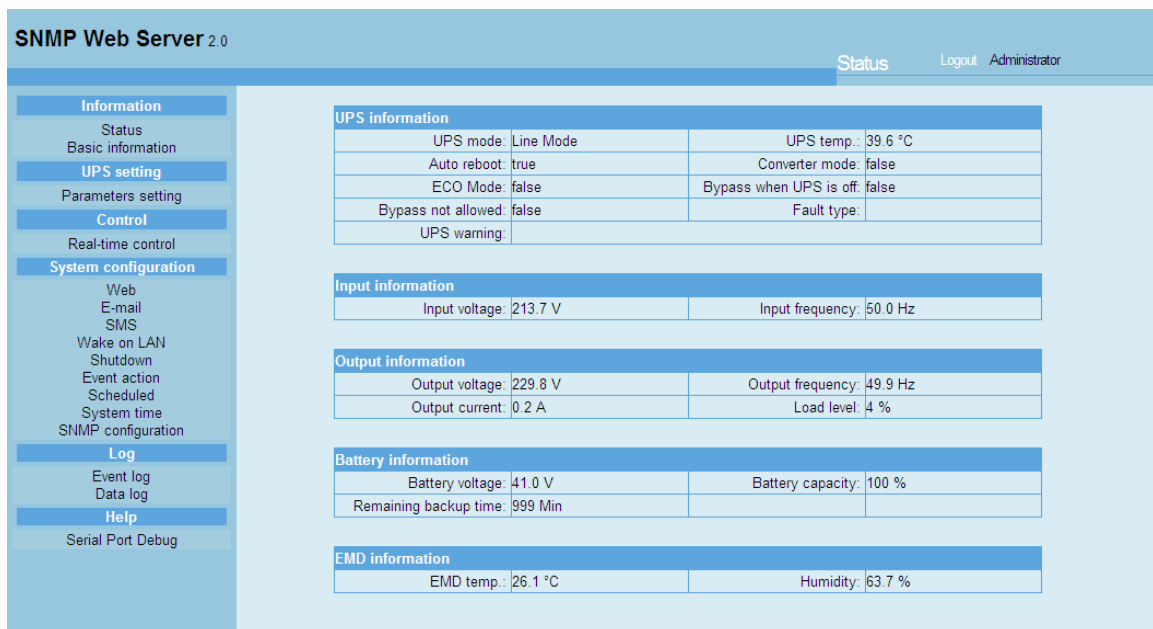 SNMP Web Server 2.0
Status Logout Administrator
Information
Status
Basic information
UPS setting
Parameters setting
Control
Real-time control
System configuration
Web
E-mail
SMS
Wake on LAN
Shutdown
Event action
Scheduled
System time
SNMP configuration
Log
Event log
Data log
Help
Serial Port Debug
UPS information
UPS mode: Line Mode UPS temp.: 39.6 °C
Auto reboot: true Converter mode: false
ECO Mode: false Bypass when UPS is off: false
Bypass not allowed: false Fault type:
UPS warning:
Input information
Input voltage: 213.7 V Input frequency: 50.0 Hz
Output information
Output voltage: 229.8 V Output frequency: 49.9 Hz
Output current: 0.2 A Load level: 4 %
Battery information
Battery voltage: 41.0 V Battery capacity: 100 %
Remaining backup time: 999 Min
EMD information
EMD temp.: 26.1 °C Humidity: 63.7 %